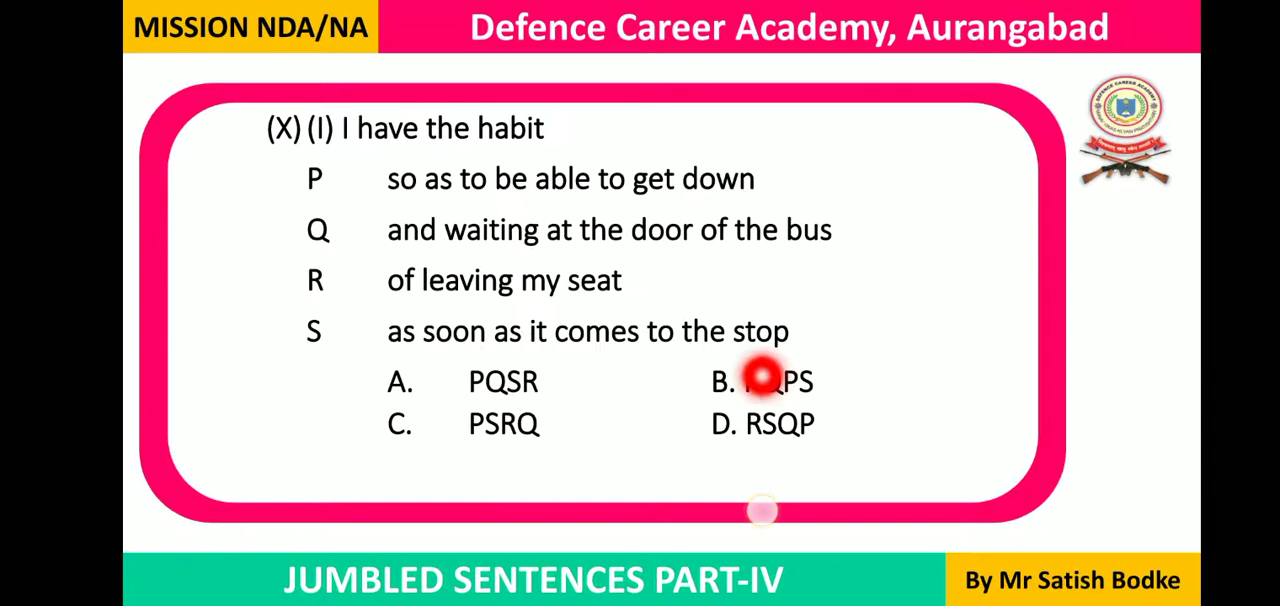 MISSION NDA/NA
Defence Career Academy, Aurangabad
(X) (I) I have the habit
P so as to be able to get down
Q and waiting at the door of the bus
R of leaving my seat
S as soon as it comes to the stop
A. PQSR B. PS
C. PSRQ D. RSQP
JUMBLED SENTENCES PART-IV
By Mr Satish Bodke